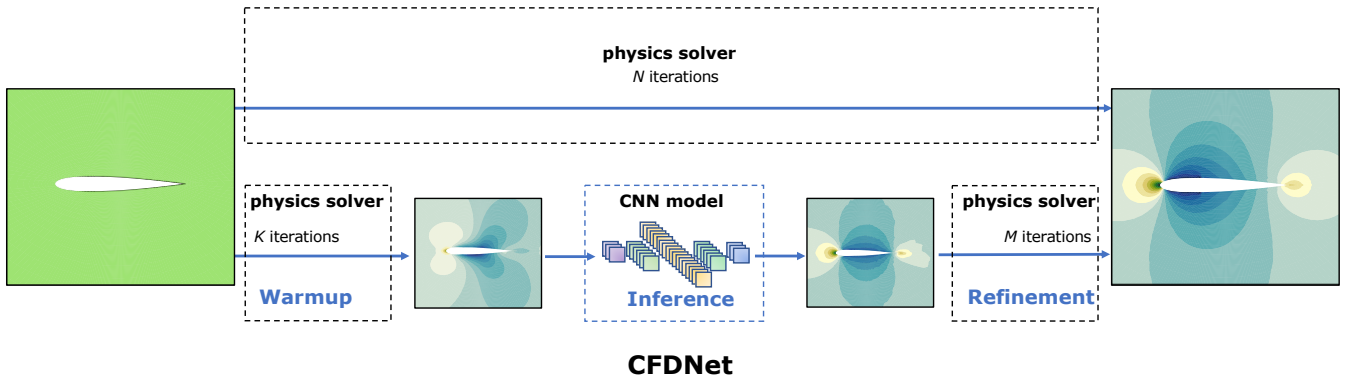 physics solver
N iterations
physics solver
K iterations
Warmup
CNN model
Inference
physics solver
M iterations
Refinement
CFDNet